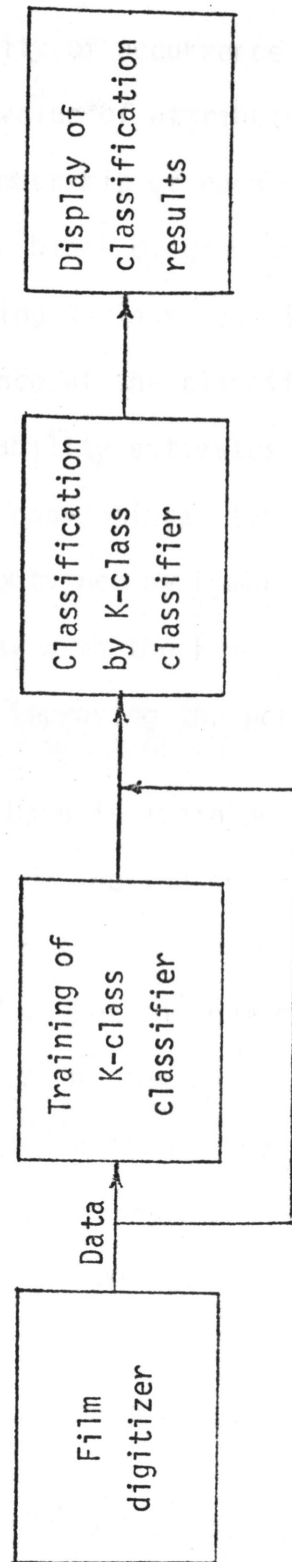 Film
digitizer
Data
Training of
K-class
classifier
Classification
by K-class
classifier
Display of
classification
results